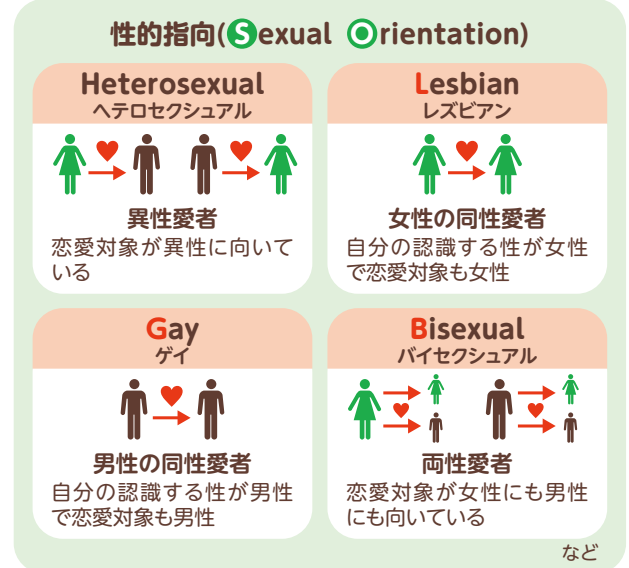 性的指向(Sexual Orientation)
Heterosexual
ヘテロセクシュアル
異性愛者
恋愛対象が異性に向いて
いる
Lesbian
レズビアン
女性の同性愛者
自分の認識する性が女性
で恋愛対象も女性
Gay
ゲイ
男性の同性愛者
自分の認識する性が男性
で恋愛対象も男性
Bisexual
バイセクシュアル
両性愛者
恋愛対象が女性にも男性
にも向いている
など